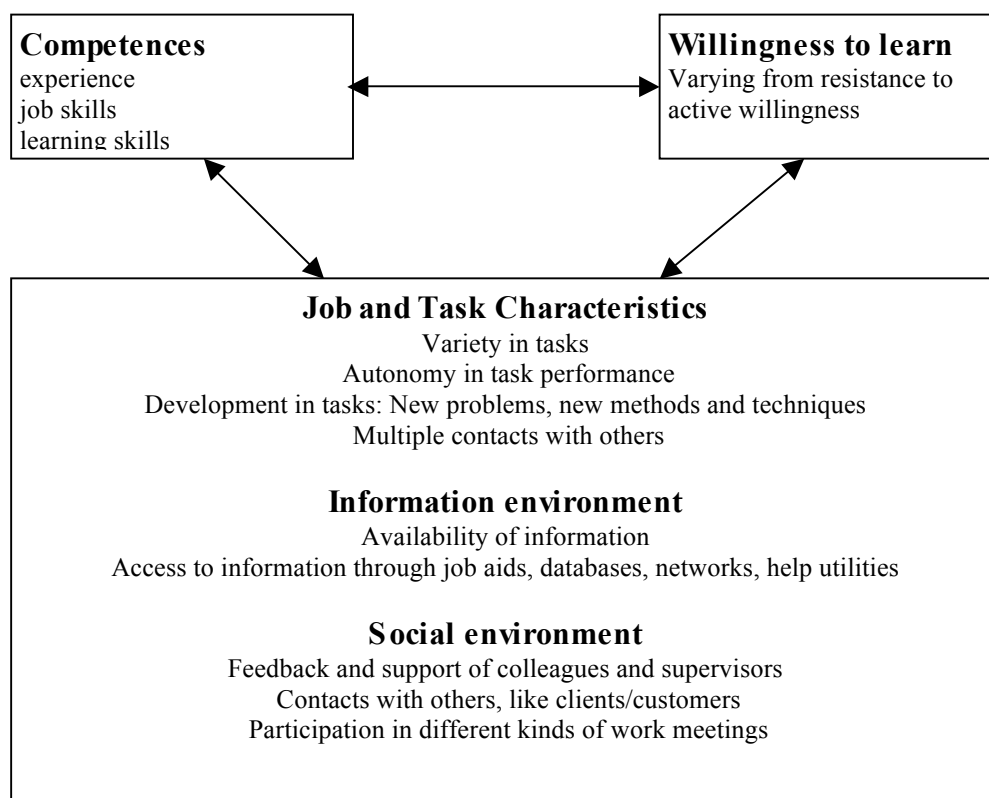 Competences
experience
job skills
learning skills
Willingness to learn
Varying from resistance to
active willingness
Job and Task Characteristics
Variety in tasks
Autonomy in task performance
Development in tasks: New problems, new methods and techniques
Multiple contacts with others
Information environment
Availability of information
Access to information through job aids, databases, networks, help utilities
Social environment
Feedback and support of colleagues and supervisors
Contacts with others, like clients/customers
Participation in different kinds of work meetings